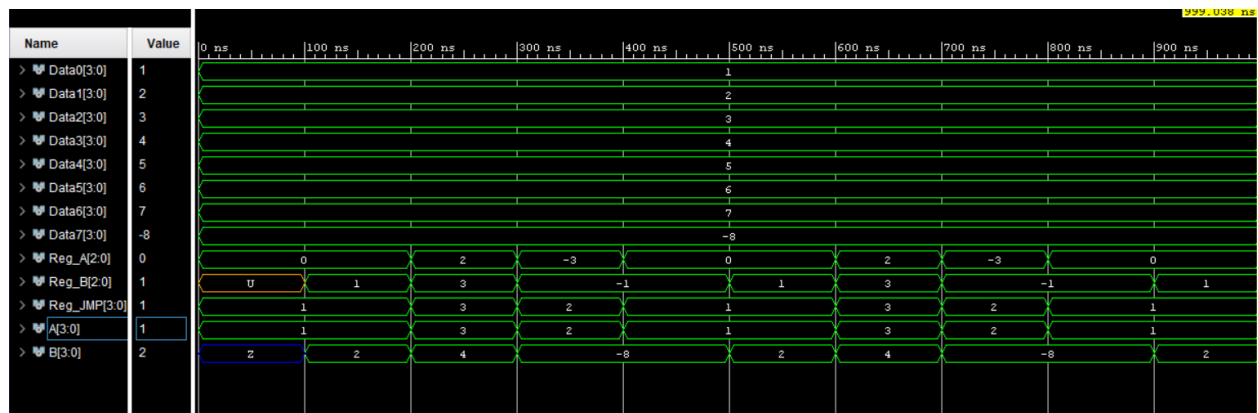 999.038 ns
Name Value 0 ns 100 ns 200 ns 300 ns 400 ns 500 ns 600 ns 700 ns 800 ns 900 ns
> Data0[3:0] 1 1
> Data1[3:0] 2 2
> Data2[3:0] 3 3
> Data3[3:0] 4 4
> Data4[3:0] 5 5
> Data5[3:0] 6 6
> Data6[3:0] 7 7
> Data7[3:0] -8 -8
> Reg_A[2:0] 0 0 2 -3 0 2 -3 0
> Reg_B[2:0] 1 U 1 3 -1 1 3 -1 1
> Reg_JMP[3:0] 1 1 3 2 1 3 2 1
> A[3:0] 1 1 3 2 1 3 2 1
> B[3:0] 2 Z 2 4 -8 2 4 -8 2